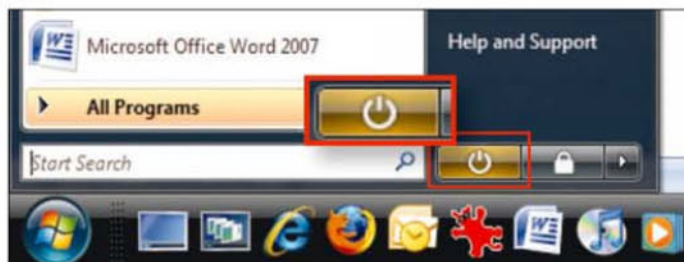 Microsoft Office Word 2007
Help and Support
All Programs
Start Search